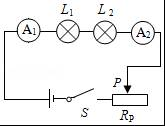 L₁ L₂
A₁ A₂
P
S
Rₚ